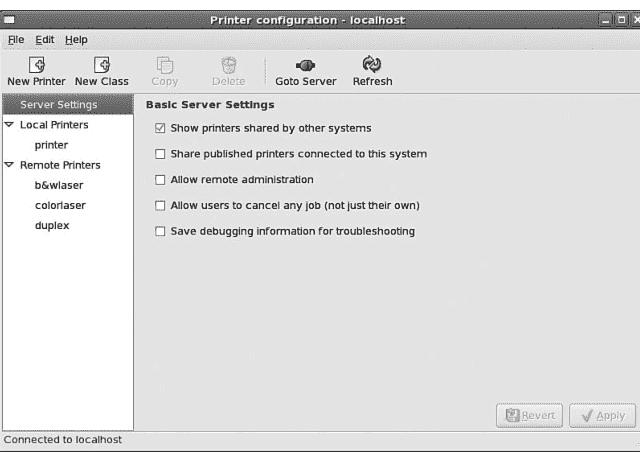 Printer configuration - localhost
File Edit Help
New Printer New Class Copy Delete Goto Server Refresh
Server Settings
Local Printers
printer
Remote Printers
b&wlaser
colorlaser
duplex
Basic Server Settings
Show printers shared by other systems
Share published printers connected to this system
Allow remote administration
Allow users to cancel any job (not just their own)
Save debugging information for troubleshooting
Revert Apply
Connected to localhost